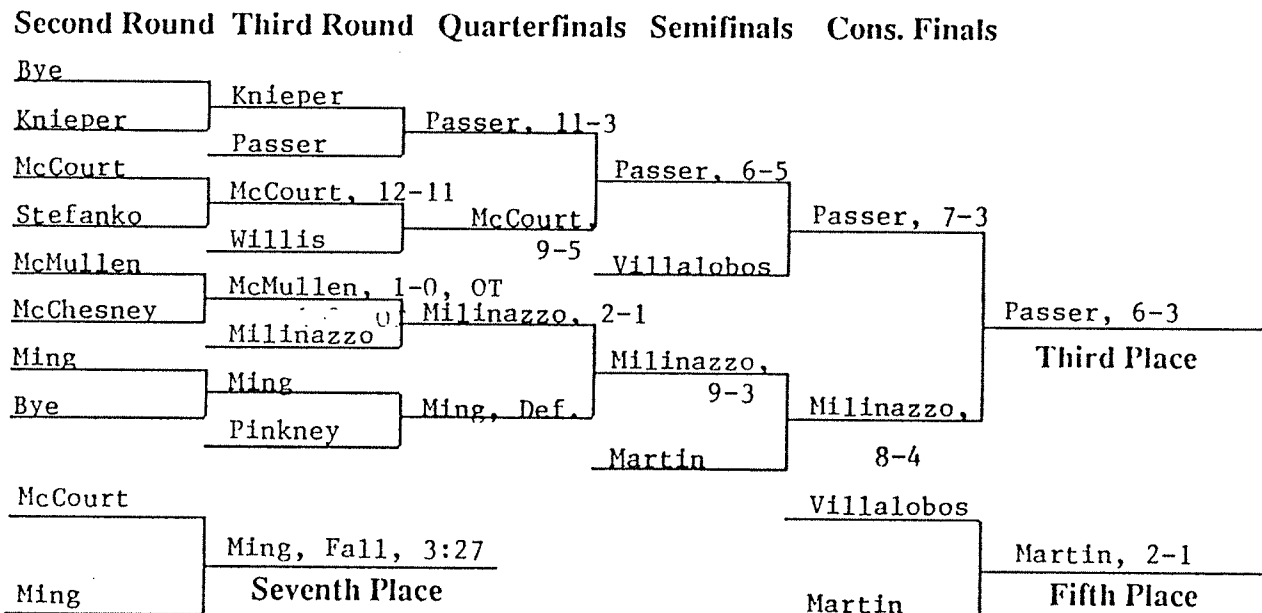 Second Round Third Round Quarterfinals Semifinals Cons. Finals
Bye
Knieper
Knieper
Passer, 11-3
Passer
McCourt
Passer, 6-5
McCourt, 12-11
Stefanko
McCourt,
Passer, 7-3
Willis
9-5
McMullen
Villalobos
McMullen, 1-0, OT
McChesney
Milinazzo, 2-1
Passer, 6-3
Milinazzo
Ming
Milinazzo,
Third Place
Ming
9-3
Bye
Ming, Def.
Milinazzo,
Pinkney
Martin
8-4
McCourt
Villalobos
Ming, Fall, 3:27
Martin, 2-1
Seventh Place
Fifth Place
Ming
Martin